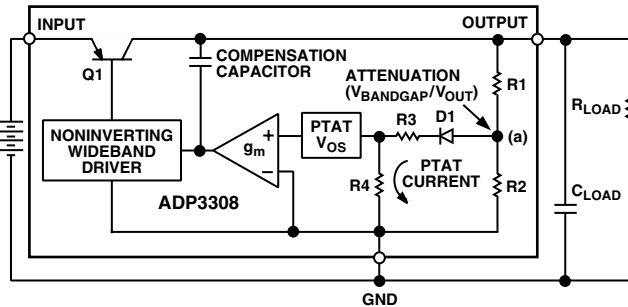 INPUT
OUTPUT
Q1
COMPENSATION
CAPACITOR
ATTENUATION
(VBANDGAP/VOUT)
R1
RLOAD
D1
R3
(a)
NONINVERTING
WIDEBAND
DRIVER
gm
+
−
PTAT
VOS
R4
PTAT
CURRENT
R2
CLOAD
ADP3308
GND